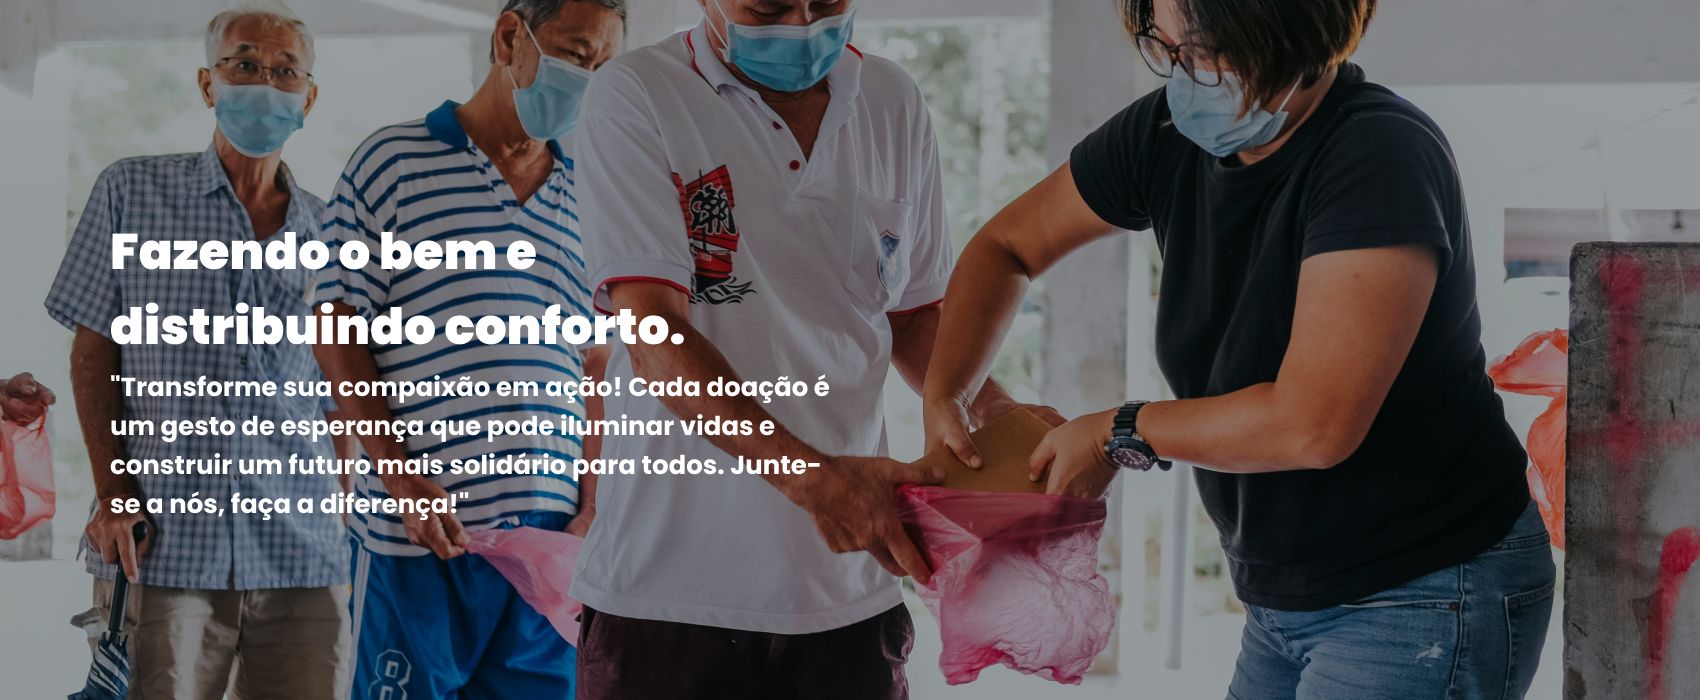 Fazendo o bem e
distribuindo conforto.
"Transforme sua compaixão em ação! Cada doação é
um gesto de esperança que pode iluminar vidas e
construir um futuro mais solidário para todos. Junte-
se a nós, faça a diferença!"
8